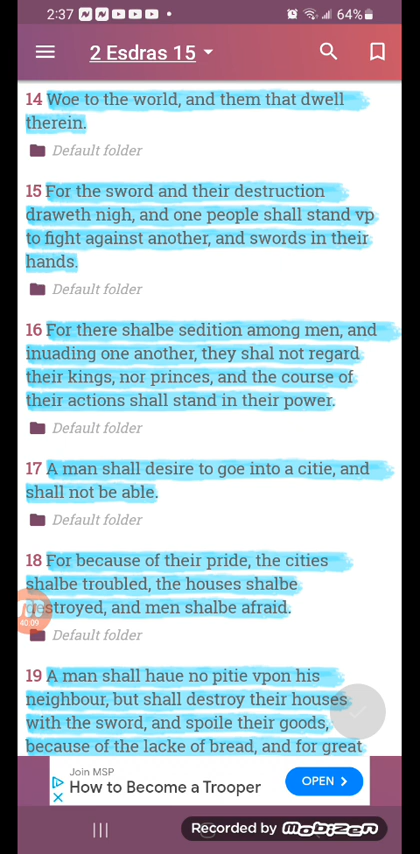 2:37 64%
2 Esdras 15
14 Woe to the world, and them that dwell
therein.
Default folder
15 For the sword and their destruction
draweth nigh, and one people shall stand vp
to fight against another, and swords in their
hands.
Default folder
16 For there shalbe sedition among men, and
inuading one another, they shal not regard
their kings, nor princes, and the course of
their actions shall stand in their power.
Default folder
17 A man shall desire to goe into a citie, and
shall not be able.
Default folder
18 For because of their pride, the cities
shalbe troubled, the houses shalbe
destroyed, and men shalbe afraid.
40:09
Default folder
19 A man shall haue no pitie vpon his
neighbour, but shall destroy their houses
with the sword, and spoile their goods,
because of the lacke of bread, and for great
Join MSP
How to Become a Trooper
OPEN
Recorded by mobizen